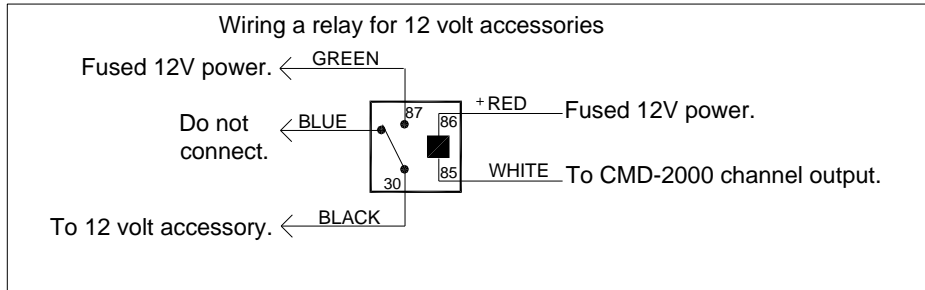 Wiring a relay for 12 volt accessories
Fused 12V power.
GREEN
87
+ RED
86
Fused 12V power.
Do not
connect.
BLUE
85
WHITE
To CMD-2000 channel output.
30
BLACK
To 12 volt accessory.